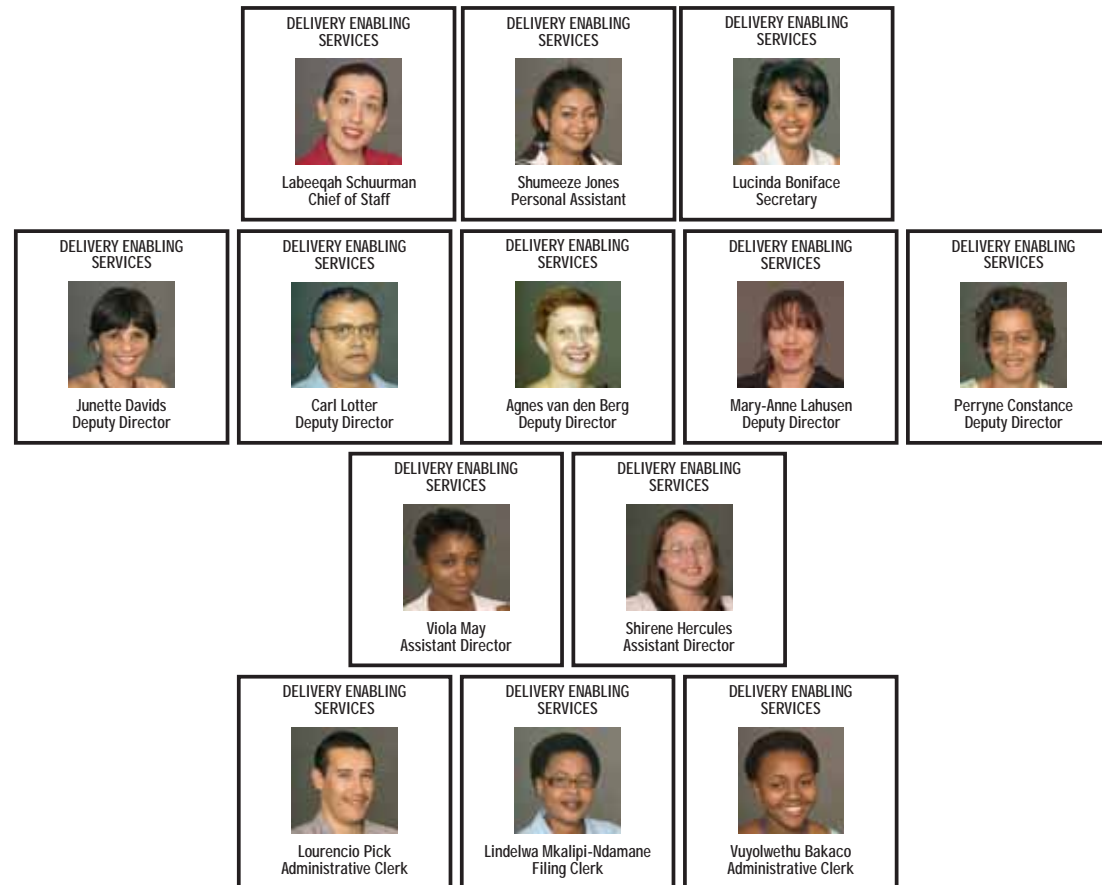 DELIVERY ENABLING
SERVICES
Labeeqah Schuurman
Chief of Staff
DELIVERY ENABLING
SERVICES
Shumeeze Jones
Personal Assistant
DELIVERY ENABLING
SERVICES
Lucinda Boniface
Secretary
DELIVERY ENABLING
SERVICES
Junette Davids
Deputy Director
DELIVERY ENABLING
SERVICES
Carl Lotter
Deputy Director
DELIVERY ENABLING
SERVICES
Agnes van den Berg
Deputy Director
DELIVERY ENABLING
SERVICES
Mary-Anne Lahusen
Deputy Director
DELIVERY ENABLING
SERVICES
Perryne Constance
Deputy Director
DELIVERY ENABLING
SERVICES
Viola May
Assistant Director
DELIVERY ENABLING
SERVICES
Shirene Hercules
Assistant Director
DELIVERY ENABLING
SERVICES
Lourencio Pick
Administrative Clerk
DELIVERY ENABLING
SERVICES
Lindelwa Mkalipi-Ndamane
Filing Clerk
DELIVERY ENABLING
SERVICES
Vuyolwethu Bakaco
Administrative Clerk